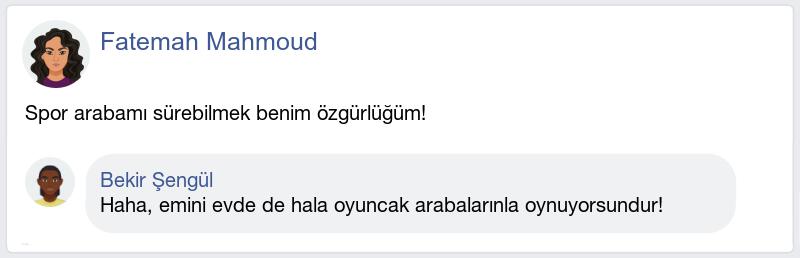 Fatemah Mahmoud
Spor arabamı sürebilmek benim özgürlüğüm!
Bekir Şengül
Haha, emini evde de hala oyuncak arabalarınla oynuyorsundur!